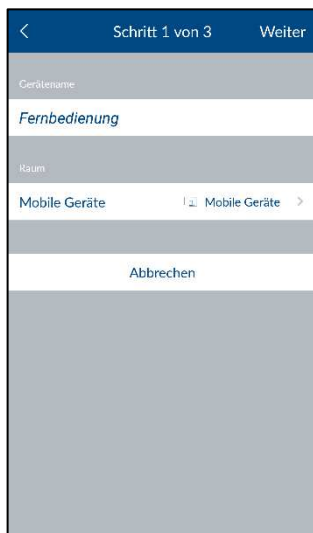 Schritt 1 von 3 Weiter
Gerätename
Fernbedienung
Raum
Mobile Geräte Mobile Geräte
Abbrechen